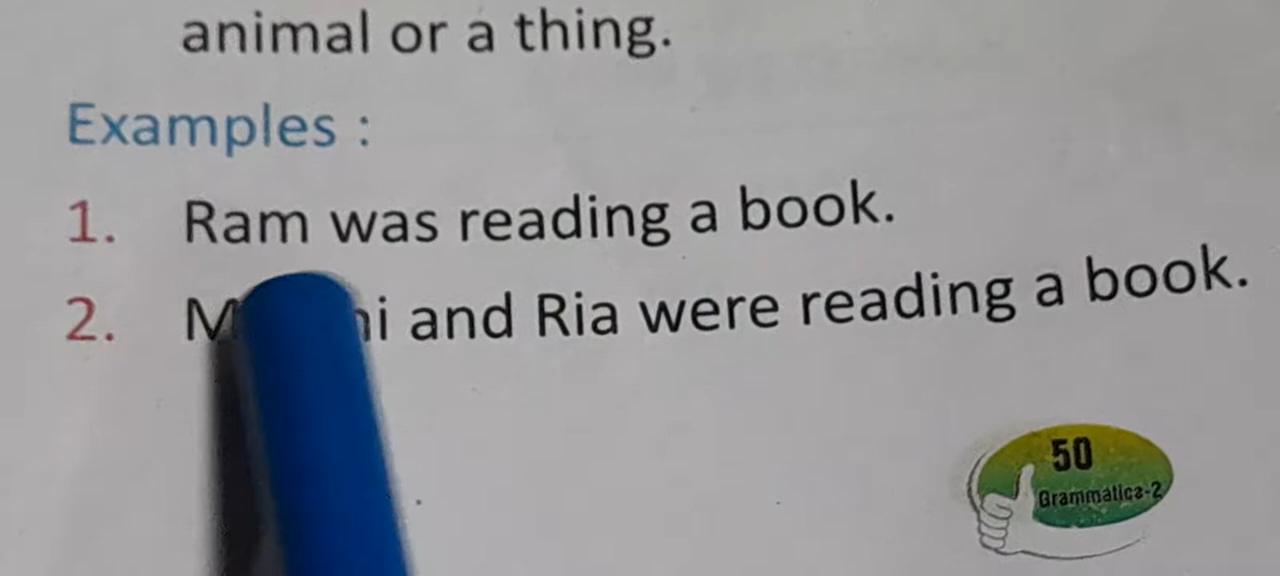 animal or a thing.
Examples :
1. Ram was reading a book.
2. and Ria were reading a book.
50
Grammatica-2